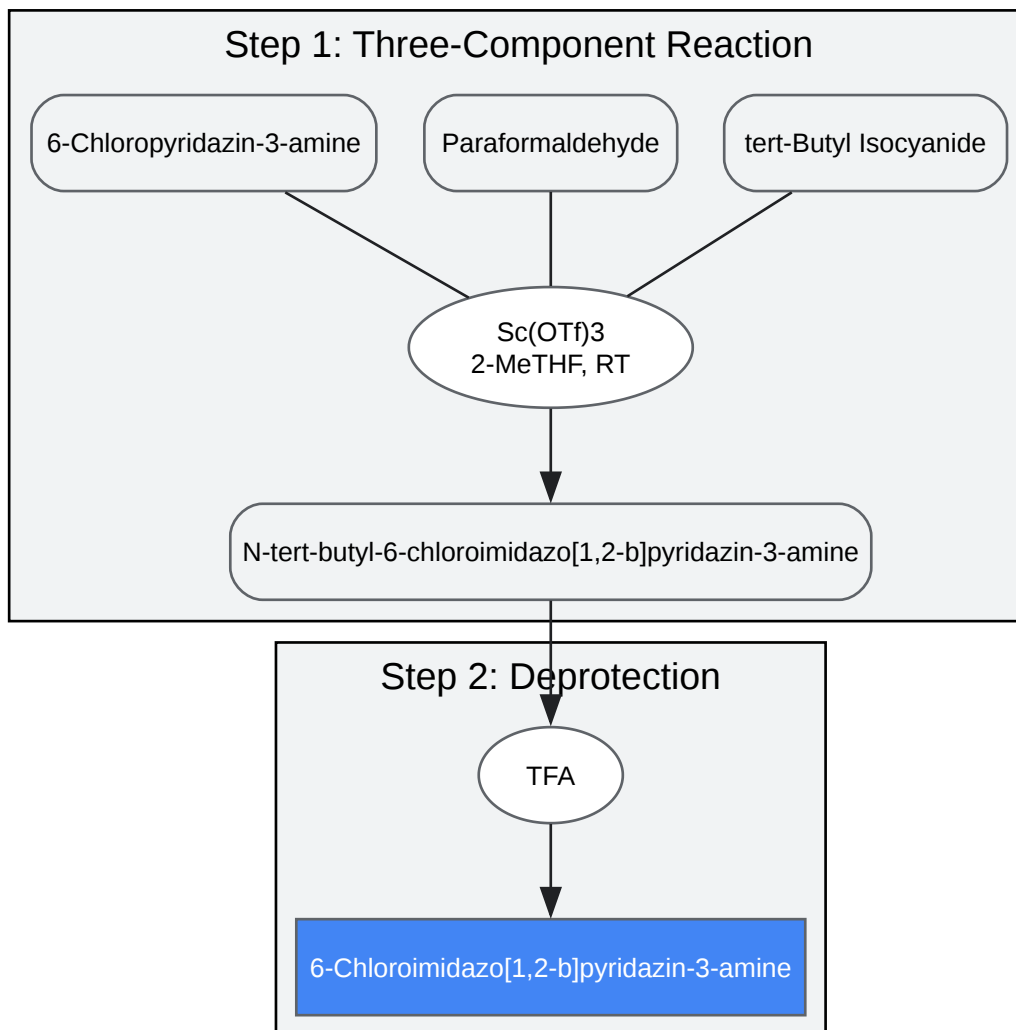 Step 1: Three-Component Reaction
6-Chloropyridazin-3-amine
Paraformaldehyde
tert-Butyl Isocyanide
Sc(OTf)3
2-MeTHF, RT
N-tert-butyl-6-chloroimidazo[1,2-b]pyridazin-3-amine
Step 2: Deprotection
TFA
6-Chloroimidazo[1,2-b]pyridazin-3-amine